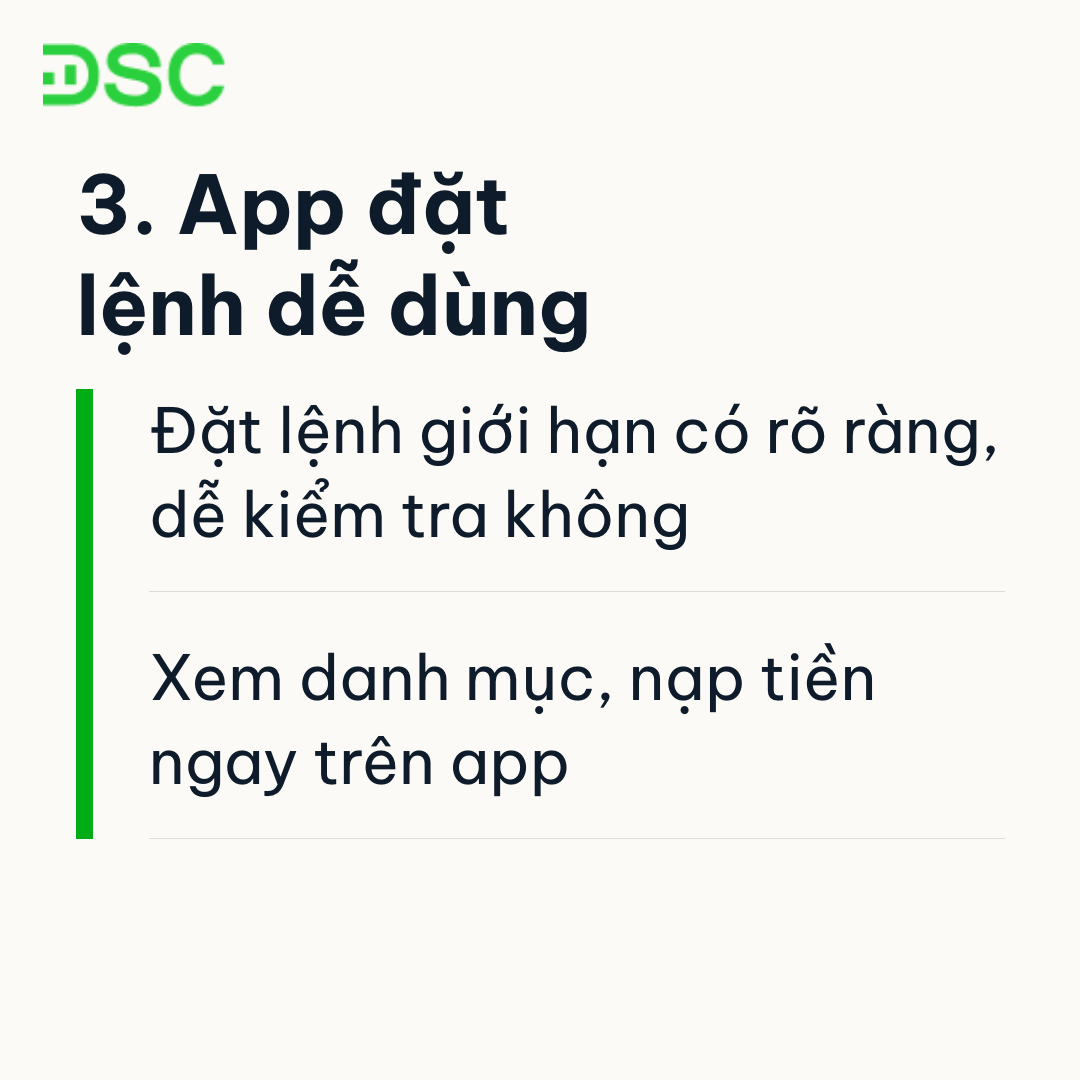 DSC
3. App đặt
lệnh dễ dùng
Đặt lệnh giới hạn có rõ ràng,
dễ kiểm tra không
Xem danh mục, nạp tiền
ngay trên app